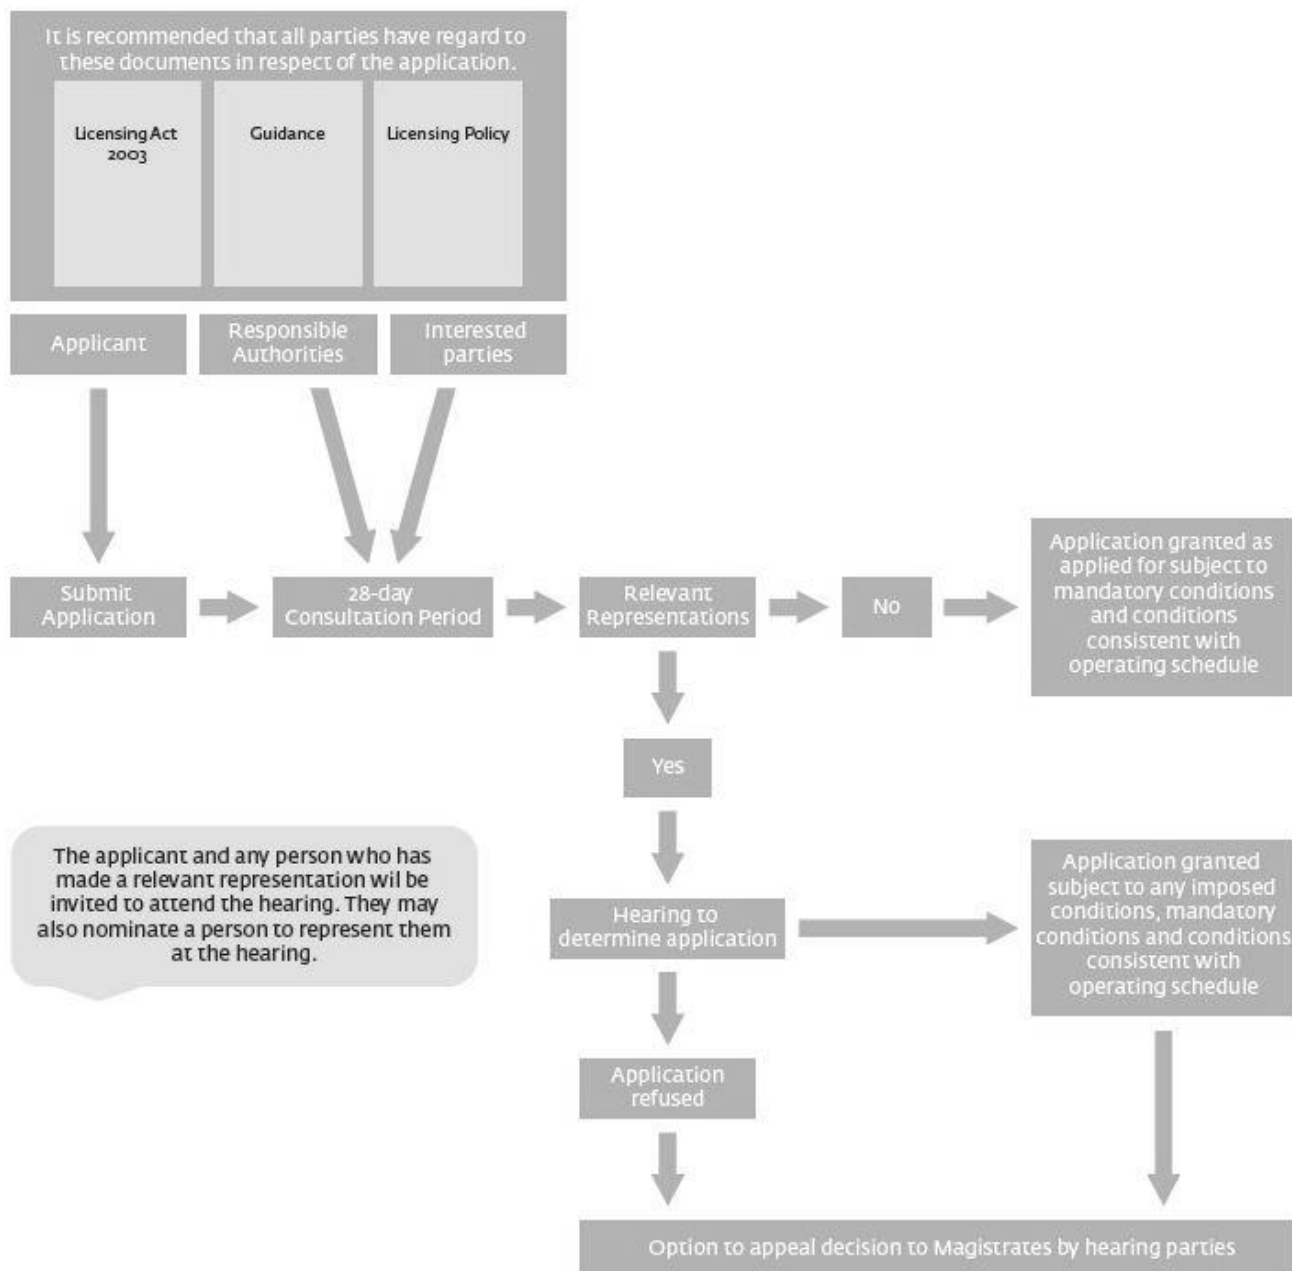 It is recommended that all parties have regard to
these documents in respect of the application.
Licensing Act
2003
Guidance
Licensing Policy
Applicant
Responsible
Authorities
Interested
parties
Submit
Application
28-day
Consultation Period
Relevant
Representations
No
Application granted as
applied for subject to
mandatory conditions
and conditions
consistent with
operating schedule
Yes
The applicant and any person who has
made a relevant representation wil be
invited to attend the hearing. They may
also nominate a person to represent them
at the hearing.
Hearing to
determine application
Application granted
subject to any imposed
conditions, mandatory
conditions and conditions
consistent with
operating schedule
Application
refused
Option to appeal decision to Magistrates by hearing parties